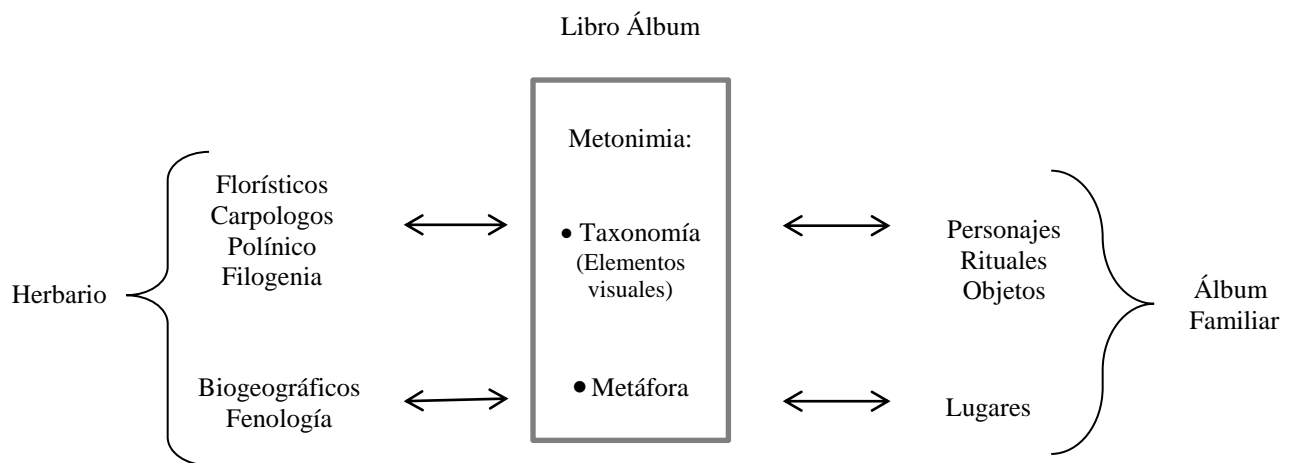 Libro Álbum
Metonimia:
Herbario
Florísticos
Carpologos
Polínico
Filogenia
• Taxonomía
(Elementos
visuales)
Personajes
Rituales
Objetos
Álbum
Familiar
Biogeográficos
Fenología
• Metáfora
Lugares